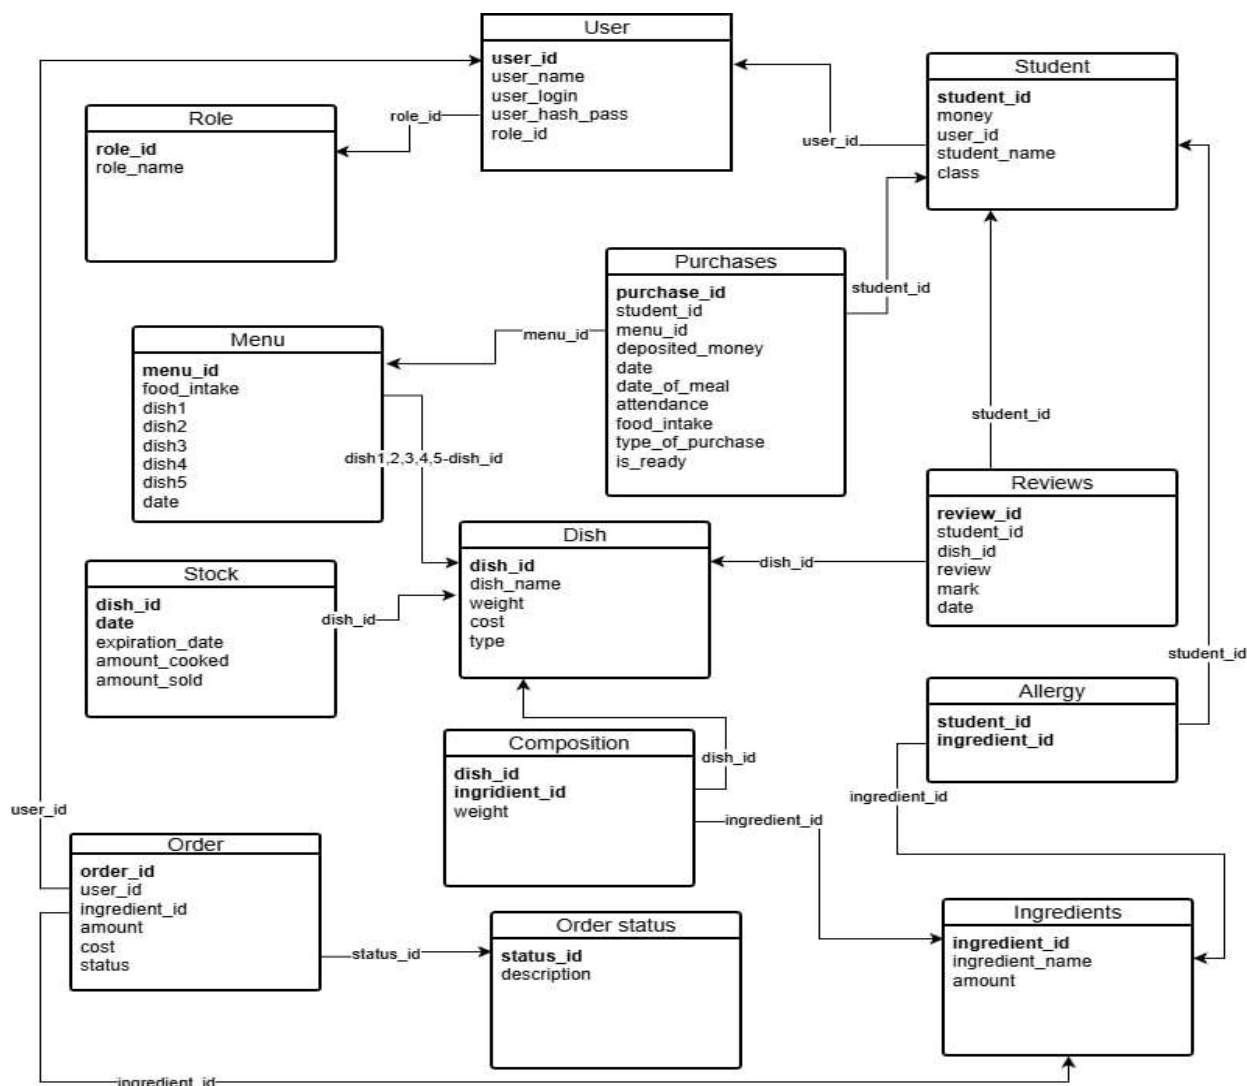 User
user_id
user_name
user_login
user_hash_pass
role_id
Student
student_id
money
user_id
student_name
class
Role
role_id
role_name
role_id
user_id
Purchases
purchase_id
student_id
menu_id
deposited_money
date
date_of_meal
attendance
food_intake
type_of_purchase
is_ready
student_id
menu_id
Menu
menu_id
food_intake
dish1
dish2
dish3
dish4
dish5
date
dish1,2,3,4,5-dish_id
student_id
Reviews
review_id
student_id
dish_id
review
mark
date
Dish
dish_id
dish_name
weight
cost
type
dish_id
Stock
dish_id
date
expiration_date
amount_cooked
amount_sold
dish_id
student_id
Allergy
student_id
ingredient_id
Composition
dish_id
ingridient_id
weight
dish_id
ingredient_id
ingredient_id
user_id
Order
order_id
user_id
ingredient_id
amount
cost
status
status_id
Order status
status_id
description
Ingredients
ingredient_id
ingredient_name
amount
ingredient_id